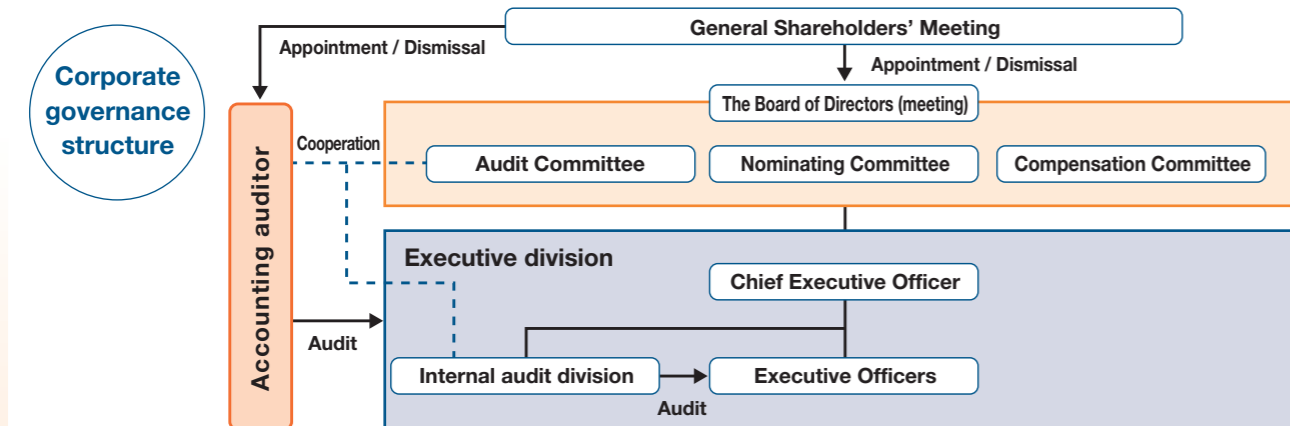 Corporate
governance
structure
General Shareholders’ Meeting
Appointment / Dismissal
Appointment / Dismissal
The Board of Directors (meeting)
Cooperation
Audit Committee
Nominating Committee
Compensation Committee
Accounting auditor
Executive division
Chief Executive Officer
Audit
Internal audit division
Executive Officers
Audit